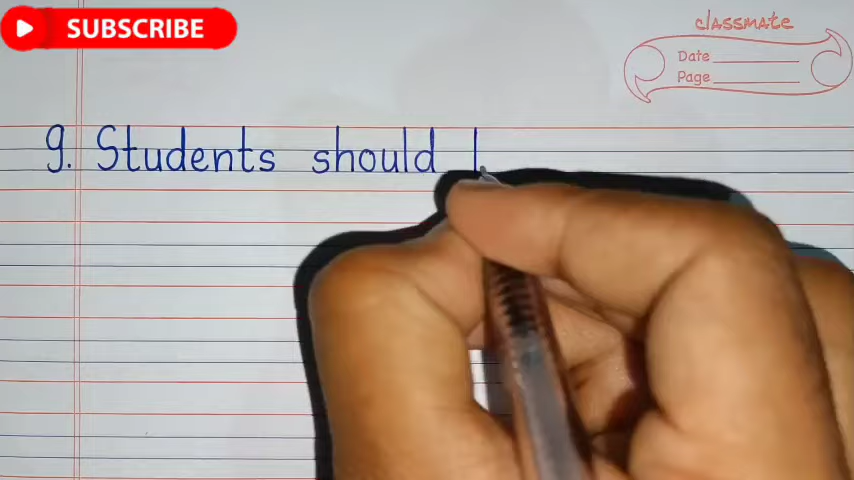 SUBSCRIBE
classmate
Date
Page
9. Students should